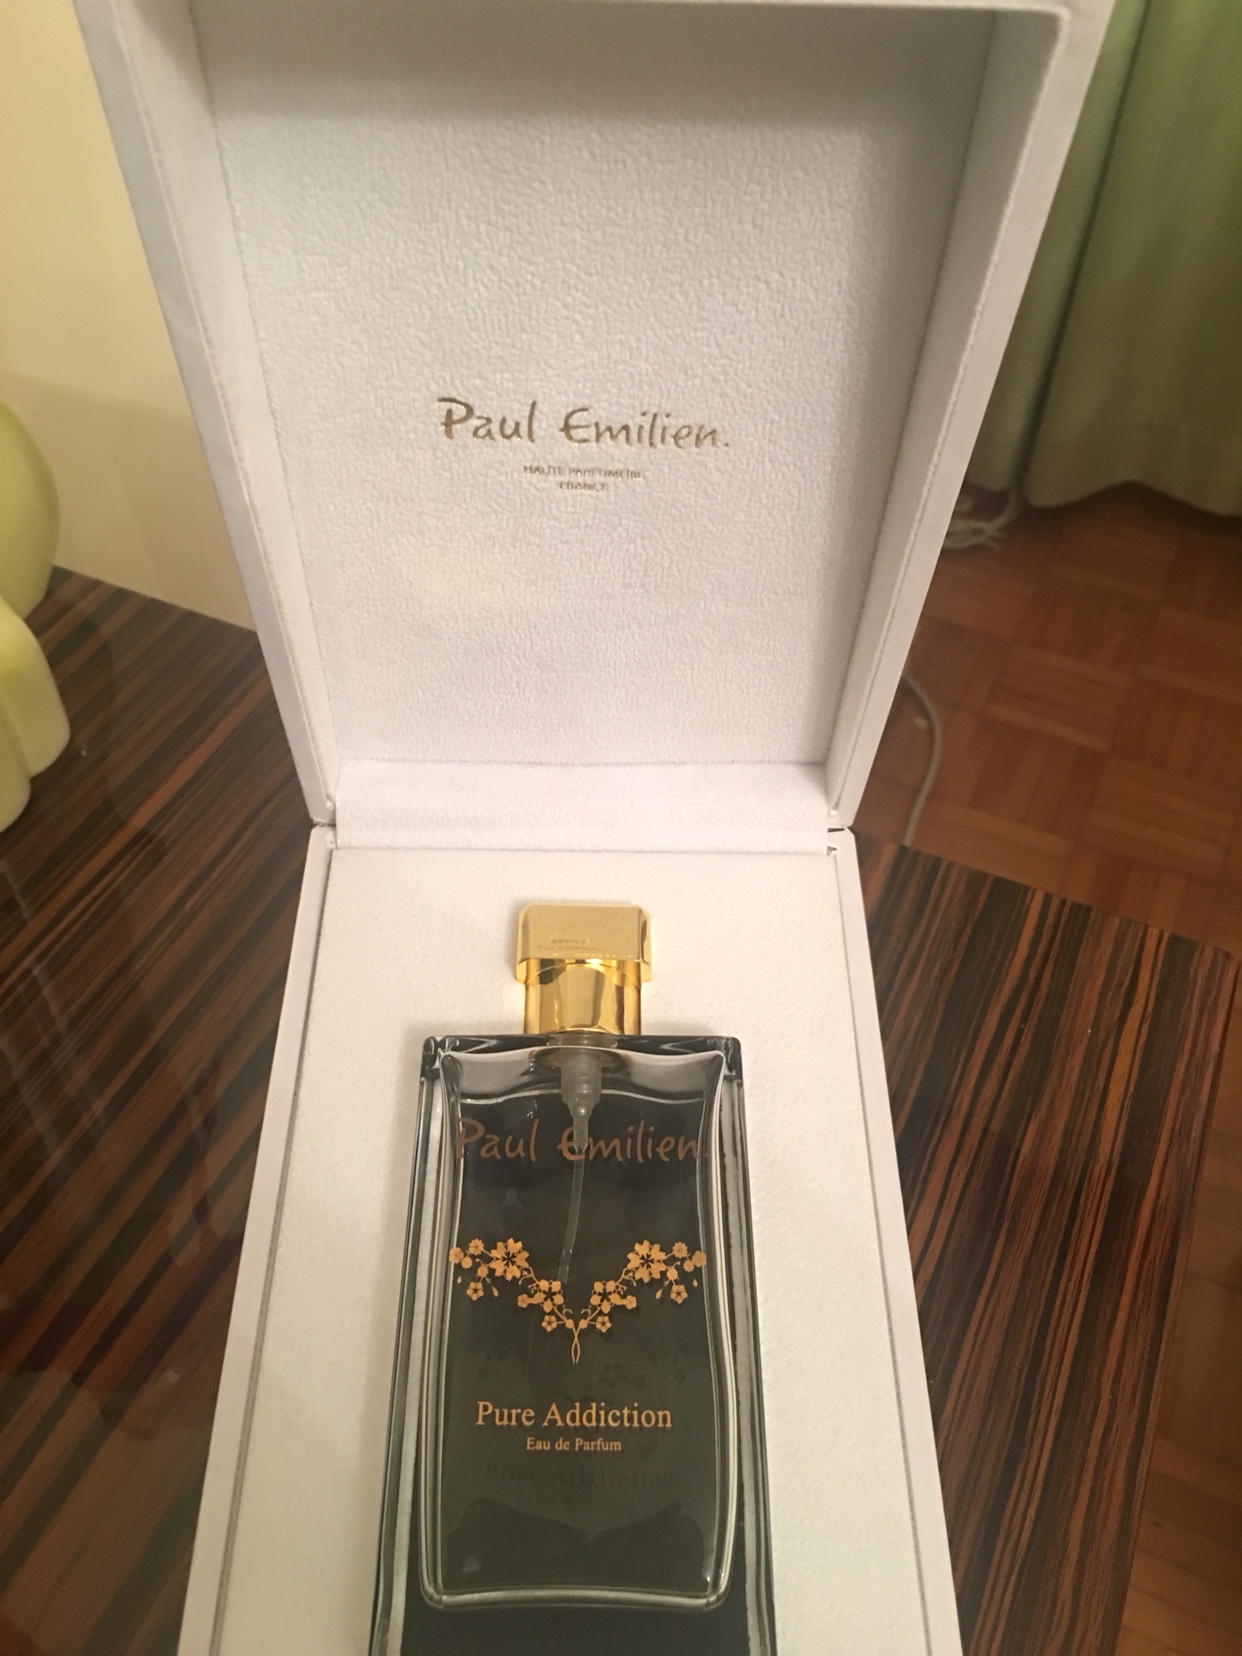 Paul Emilien.
HAUTE PARFUMERIE
FRANCE
Paul Emilien.
Pure Addiction
Eau de Parfum